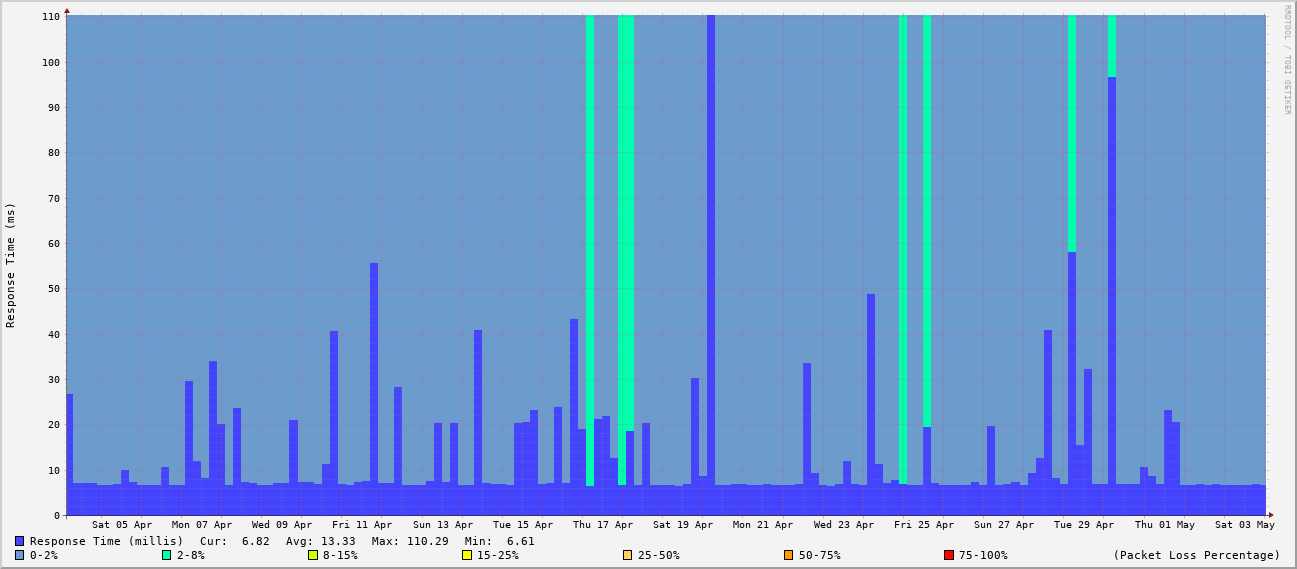 RRDTOOL / TOBI OETIKER
Response Time (ms)
110
100
90
80
70
60
50
40
30
20
10
0
Sat 05 Apr Mon 07 Apr Wed 09 Apr Fri 11 Apr Sun 13 Apr Tue 15 Apr Thu 17 Apr Sat 19 Apr Mon 21 Apr Wed 23 Apr Fri 25 Apr Sun 27 Apr Tue 29 Apr Thu 01 May Sat 03 May
Response Time (millis) Cur: 6.82 Avg: 13.33 Max: 110.29 Min: 6.61
0-2% 2-8% 8-15% 15-25% 25-50% 50-75% 75-100% (Packet Loss Percentage)